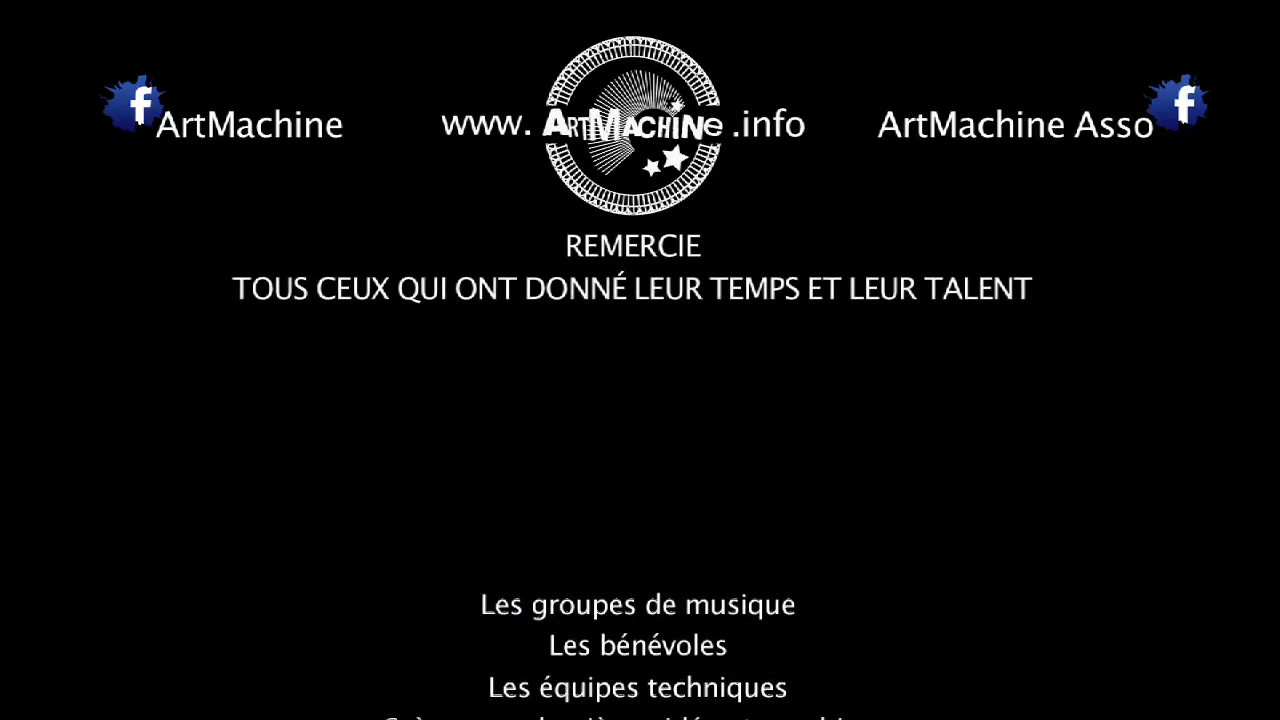 ArtMachine www. ARTMACHINe .info ArtMachine Asso
REMERCIE
TOUS CEUX QUI ONT DONNÉ LEUR TEMPS ET LEUR TALENT
Les groupes de musique
Les bénévoles
Les équipes techniques